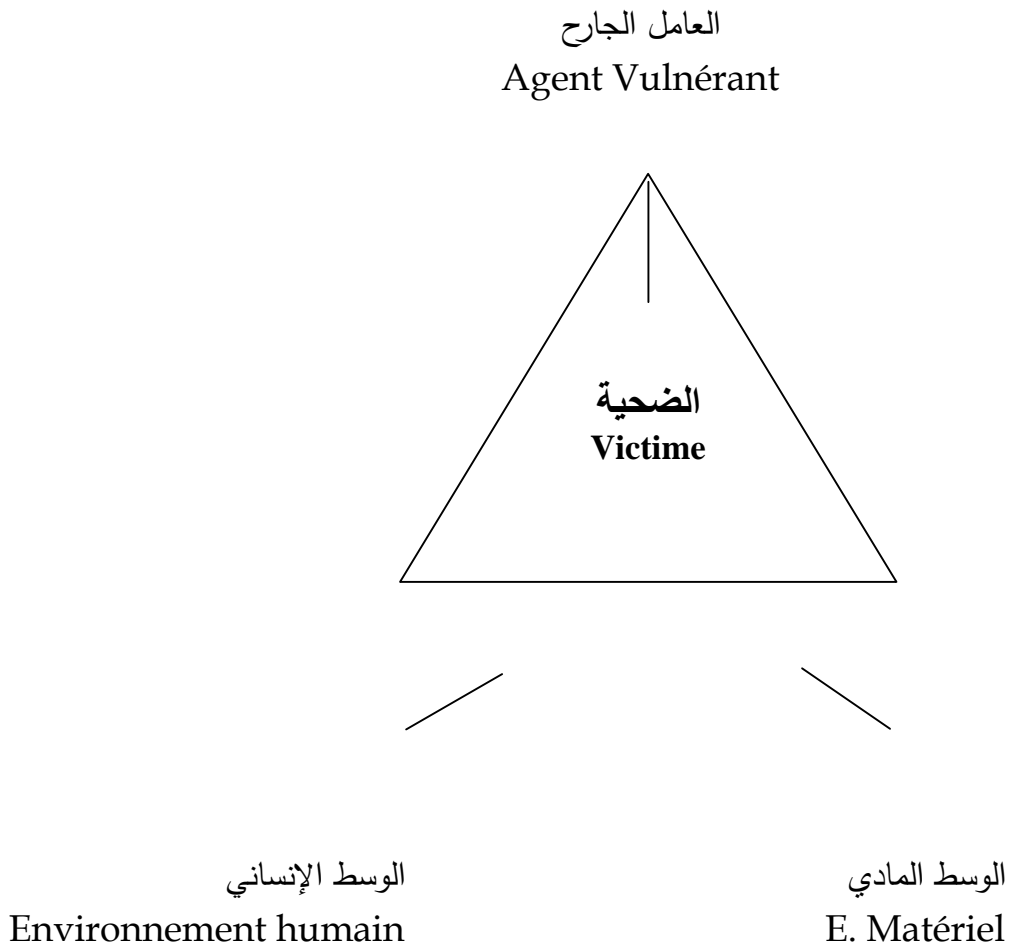 العامل الجارح
Agent Vulnérant
الضحية
Victime
الوسط الإنساني
Environnement humain
الوسط المادي
E. Matériel